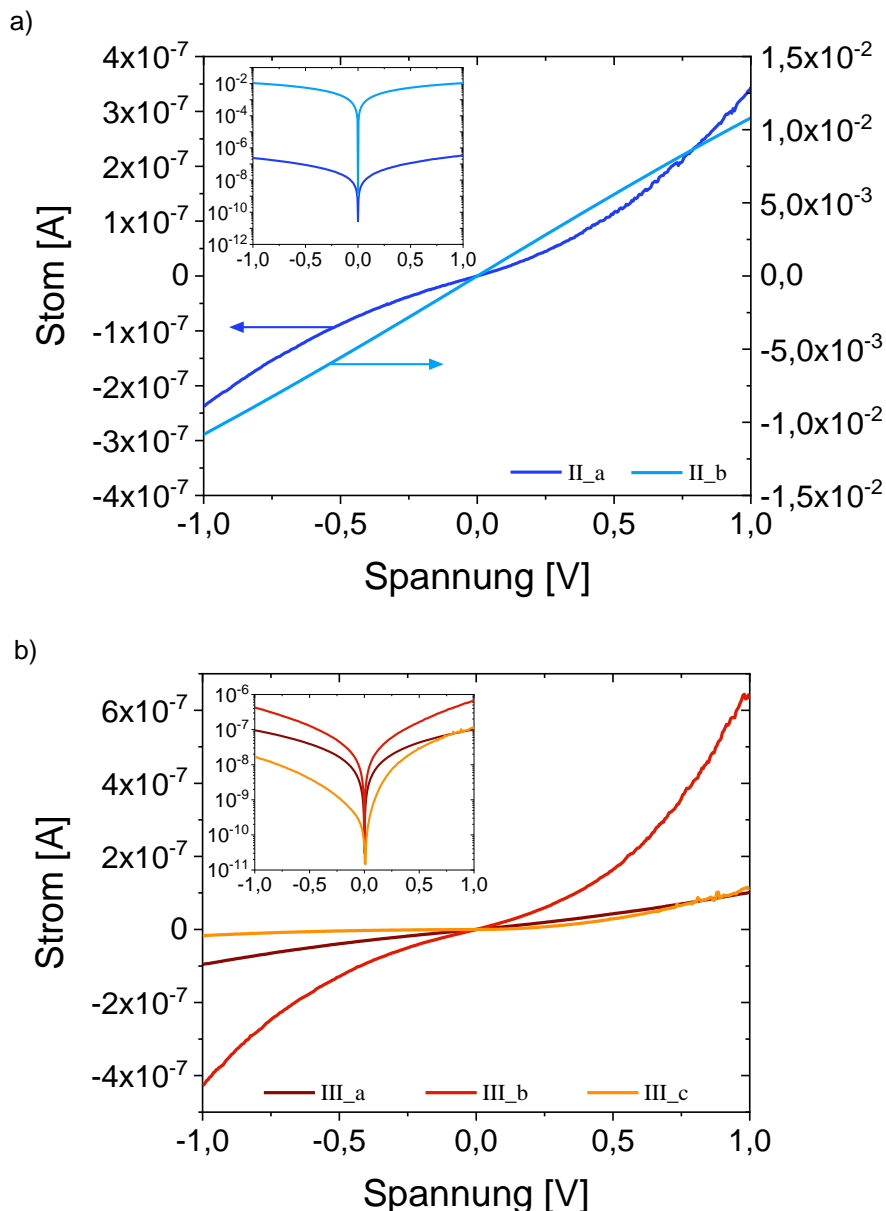 a)
4x10⁻⁷
3x10⁻⁷
2x10⁻⁷
1x10⁻⁷
0
-1x10⁻⁷
-2x10⁻⁷
-3x10⁻⁷
-4x10⁻⁷
Stom [A]
10⁻²
10⁻⁴
10⁻⁶
10⁻⁸
10⁻¹⁰
10⁻¹²
-1,0 -0,5 0,0 0,5 1,0
1,5x10⁻²
1,0x10⁻²
5,0x10⁻³
0,0
-5,0x10⁻³
-1,0x10⁻²
-1,5x10⁻²
II_a II_b
-1,0 -0,5 0,0 0,5 1,0
Spannung [V]
b)
6x10⁻⁷
4x10⁻⁷
2x10⁻⁷
0
-2x10⁻⁷
-4x10⁻⁷
Strom [A]
10⁻⁶
10⁻⁷
10⁻⁸
10⁻⁹
10⁻¹⁰
10⁻¹¹
-1,0 -0,5 0,0 0,5 1,0
III_a III_b III_c
-1,0 -0,5 0,0 0,5 1,0
Spannung [V]